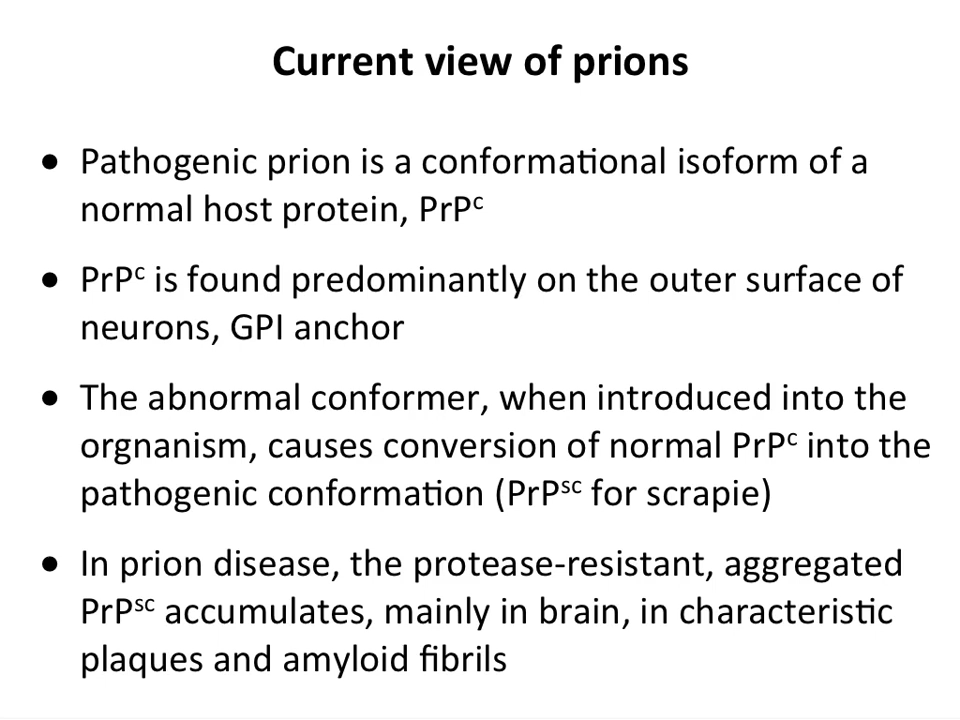 Current view of prions
• Pathogenic prion is a conformational isoform of a
normal host protein, PrPᶜ
• PrPᶜ is found predominantly on the outer surface of
neurons, GPI anchor
• The abnormal conformer, when introduced into the
orgnanism, causes conversion of normal PrPᶜ into the
pathogenic conformation (PrPˢᶜ for scrapie)
• In prion disease, the protease-resistant, aggregated
PrPˢᶜ accumulates, mainly in brain, in characteristic
plaques and amyloid fibrils